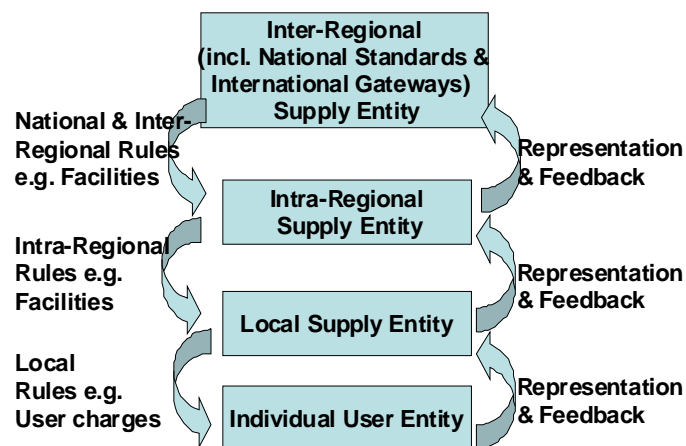 Inter-Regional
(incl. National Standards &
International Gateways)
Supply Entity
National & Inter-
Regional Rules
e.g. Facilities
Representation
& Feedback
Intra-Regional
Supply Entity
Intra-Regional
Rules e.g.
Facilities
Representation
& Feedback
Local Supply Entity
Local
Rules e.g.
User charges
Representation
& Feedback
Individual User Entity